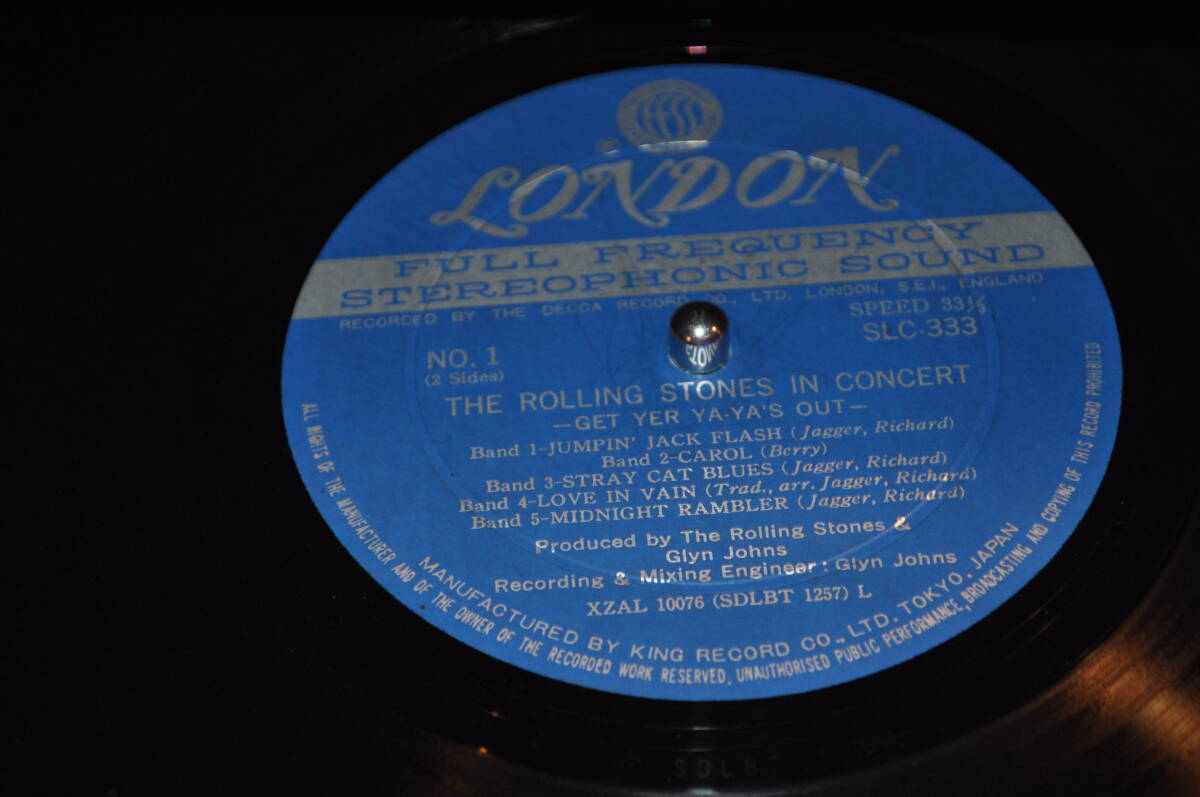 FFSS
LONDON
®
FULL FREQUENCY
STEREOPHONIC SOUND
RECORDED BY THE DECCA RECORD CO., LTD. LONDON, S.E.I., ENGLAND
SPEED 33⅓
SLC-333
NO. 1
(2 Sides)
THE ROLLING STONES IN CONCERT
—GET YER YA-YA'S OUT—
Band 1-JUMPIN' JACK FLASH (Jagger, Richard)
Band 2-CAROL (Berry)
Band 3-STRAY CAT BLUES (Jagger, Richard)
Band 4-LOVE IN VAIN (Trad., arr. Jagger, Richard)
Band 5-MIDNIGHT RAMBLER (Jagger, Richard)
Produced by The Rolling Stones &
Glyn Johns
Recording & Mixing Engineer: Glyn Johns
XZAL 10076 (SDLBT 1257) L
MANUFACTURED BY KING RECORD CO., LTD. TOKYO, JAPAN
ALL RIGHTS OF THE MANUFACTURER AND OF THE OWNER OF THE RECORDED WORK RESERVED, UNAUTHORISED PUBLIC PERFORMANCE, BROADCASTING AND COPYING OF THIS RECORD PROHIBITED
SDLBT